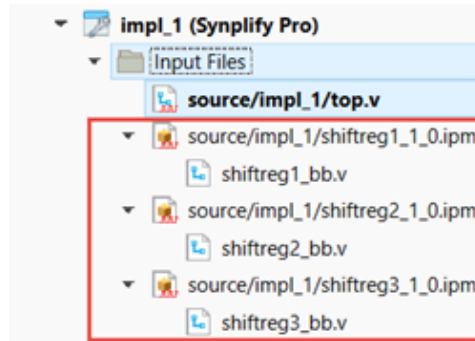 impl_1 (Synplify Pro)
Input Files
source/impl_1/top.v
source/impl_1/shiftreg1_1_0.ipm
shiftreg1_bb.v
source/impl_1/shiftreg2_1_0.ipm
shiftreg2_bb.v
source/impl_1/shiftreg3_1_0.ipm
shiftreg3_bb.v